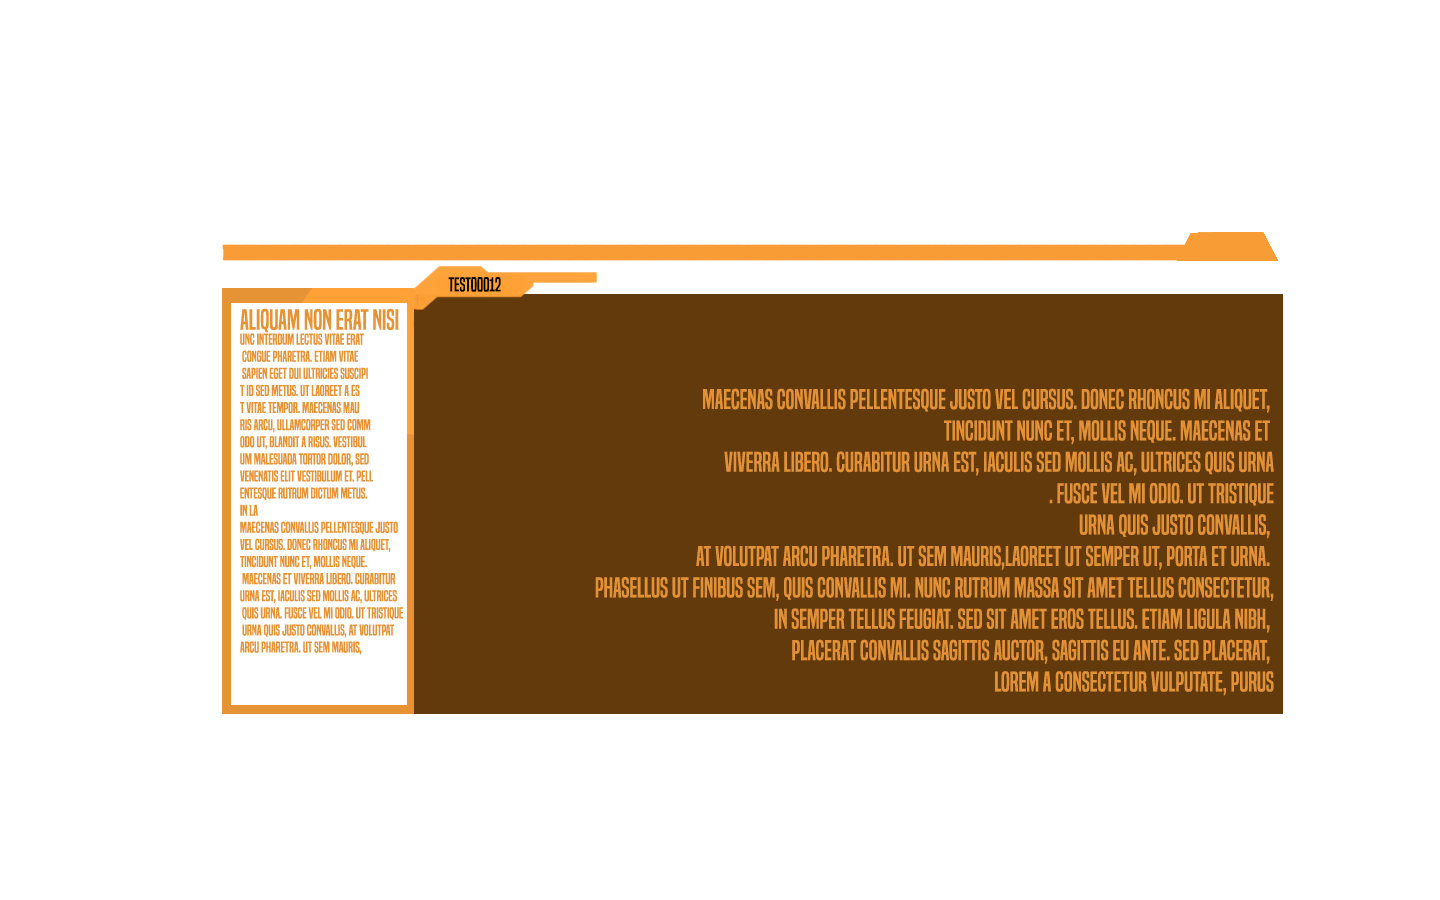 TEST00012
ALIQUAM NON ERAT NISI
UNC INTERDUM LECTUS VITAE ERAT
CONGUE PHARETRA. ETIAM VITAE
SAPIEN EGET DUI ULTRICIES SUSCIPI
T ID SED METUS. UT LAOREET A ES
T VITAE TEMPOR. MAECENAS MAU
RIS ARCU, ULLAMCORPER SED COMM
ODO UT, BLANDIT A RISUS. VESTIBUL
UM MALESUADA TORTOR DOLOR, SED
VENENATIS ELIT VESTIBULUM ET. PELL
ENTESQUE RUTRUM DICTUM METUS.
IN LA
MAECENAS CONVALLIS PELLENTESQUE JUSTO
VEL CURSUS. DONEC RHONCUS MI ALIQUET,
TINCIDUNT NUNC ET, MOLLIS NEQUE.
MAECENAS ET VIVERRA LIBERO. CURABITUR
URNA EST, IACULIS SED MOLLIS AC, ULTRICES
QUIS URNA. FUSCE VEL MI ODIO. UT TRISTIQUE
URNA QUIS JUSTO CONVALLIS, AT VOLUTPAT
ARCU PHARETRA. UT SEM MAURIS,
MAECENAS CONVALLIS PELLENTESQUE JUSTO VEL CURSUS. DONEC RHONCUS MI ALIQUET,
TINCIDUNT NUNC ET, MOLLIS NEQUE. MAECENAS ET
VIVERRA LIBERO. CURABITUR URNA EST, IACULIS SED MOLLIS AC, ULTRICES QUIS URNA
. FUSCE VEL MI ODIO. UT TRISTIQUE
URNA QUIS JUSTO CONVALLIS,
AT VOLUTPAT ARCU PHARETRA. UT SEM MAURIS,LAOREET UT SEMPER UT, PORTA ET URNA.
PHASELLUS UT FINIBUS SEM, QUIS CONVALLIS MI. NUNC RUTRUM MASSA SIT AMET TELLUS CONSECTETUR,
IN SEMPER TELLUS FEUGIAT. SED SIT AMET EROS TELLUS. ETIAM LIGULA NIBH,
PLACERAT CONVALLIS SAGITTIS AUCTOR, SAGITTIS EU ANTE. SED PLACERAT,
LOREM A CONSECTETUR VULPUTATE, PURUS